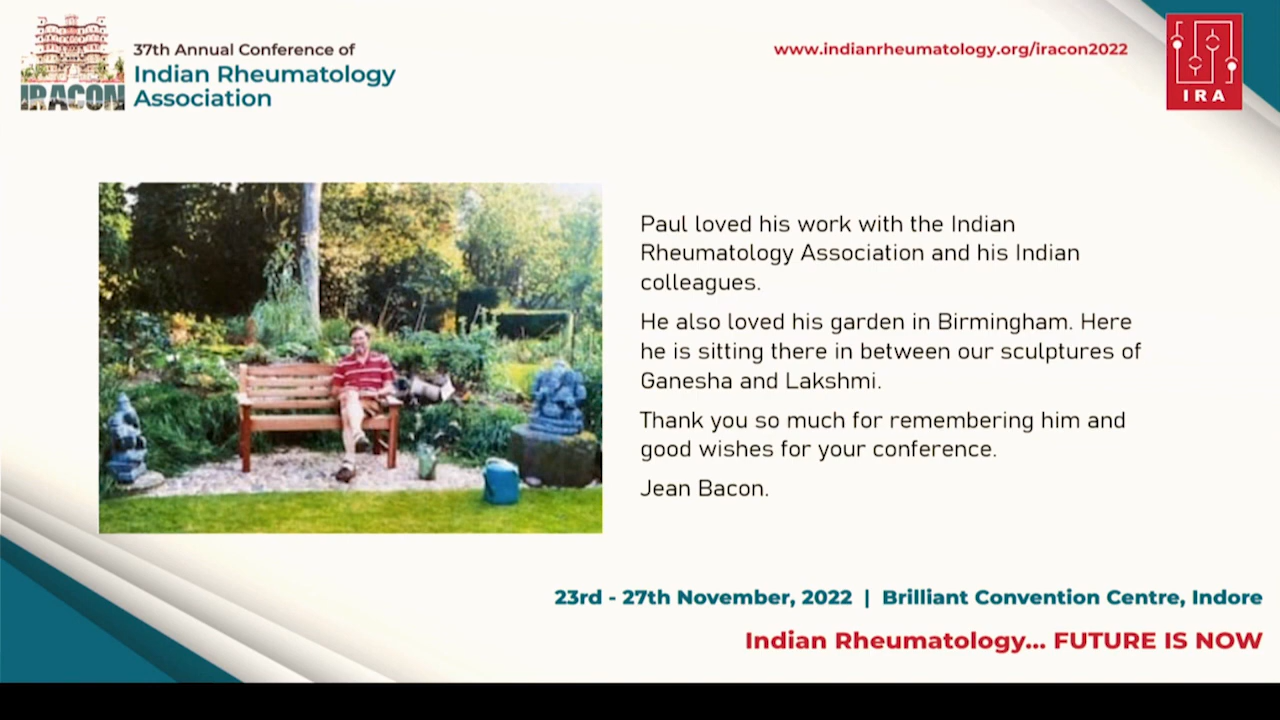 37th Annual Conference of
Indian Rheumatology
Association
IRACON
www.indianrheumatology.org/iracon2022
IRA
Paul loved his work with the Indian
Rheumatology Association and his Indian
colleagues.
He also loved his garden in Birmingham. Here
he is sitting there in between our sculptures of
Ganesha and Lakshmi.
Thank you so much for remembering him and
good wishes for your conference.
Jean Bacon.
23rd - 27th November, 2022 | Brilliant Convention Centre, Indore
Indian Rheumatology... FUTURE IS NOW